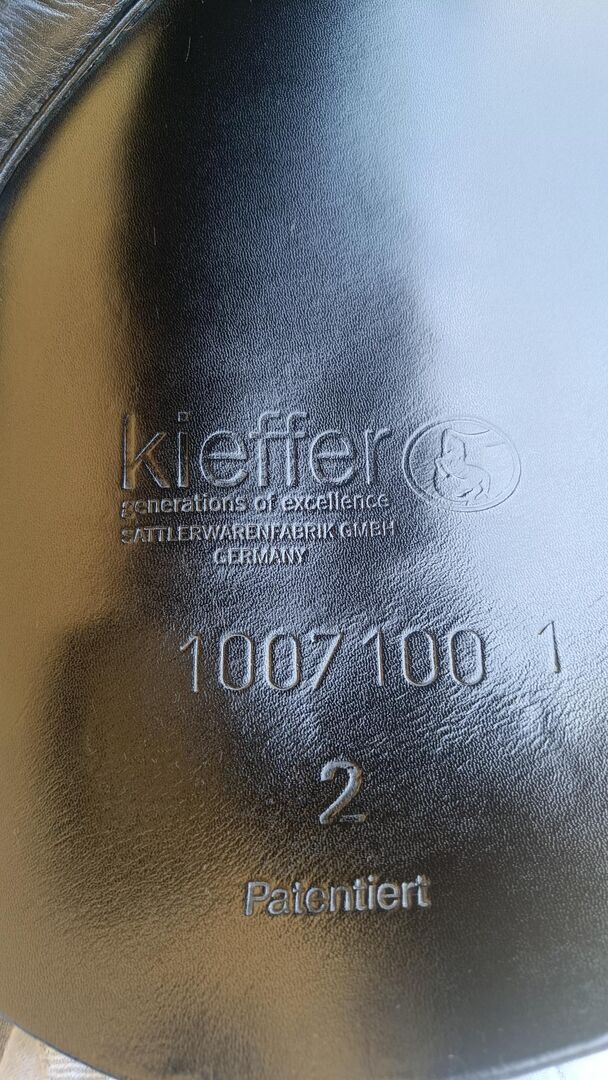 kieffer
generations of excellence
SATTLERWARENFABRIK GMBH
GERMANY
1007100 1
2
Patentiert